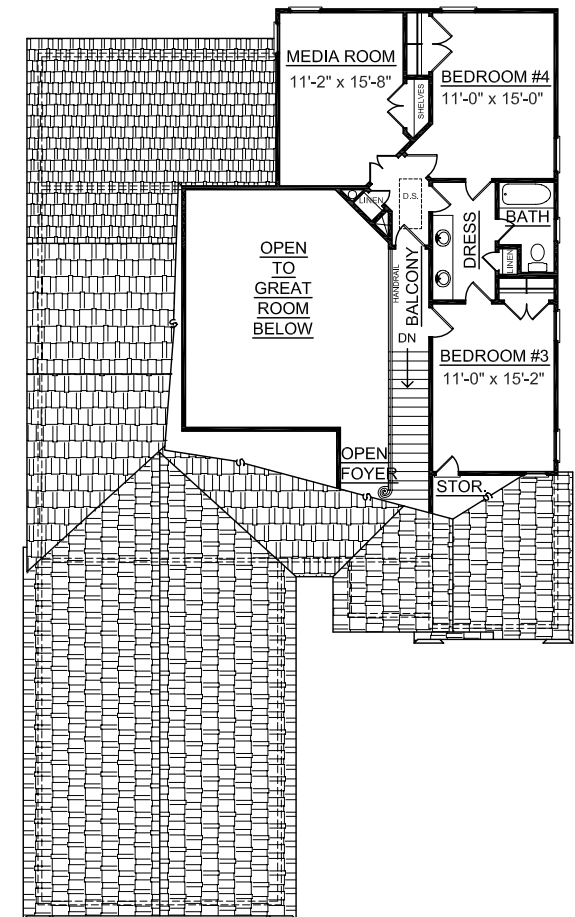 MEDIA ROOM
11'-2" x 15'-8"
BEDROOM #4
11'-0" x 15'-0"
SHELVES
LINEN
D.S.
BATH
DRESS
LINEN
OPEN
TO
GREAT
ROOM
BELOW
HANDRAIL
BALCONY
DN
BEDROOM #3
11'-0" x 15'-2"
OPEN
FOYER
STOR.